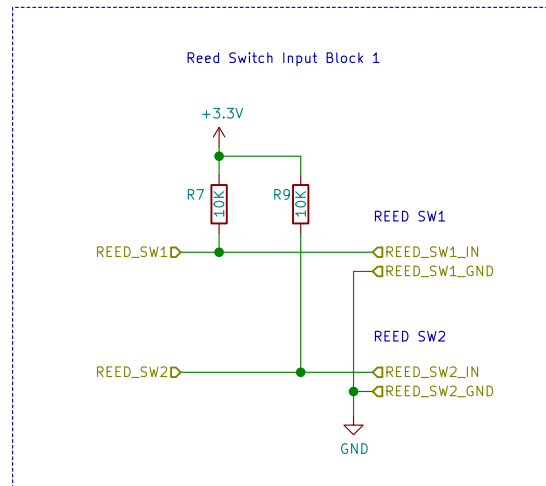 Reed Switch Input Block 1
+3.3V
R7
10K
R9
10K
REED SW1
REED_SW1
REED_SW1_IN
REED_SW1_GND
REED SW2
REED_SW2
REED_SW2_IN
REED_SW2_GND
GND